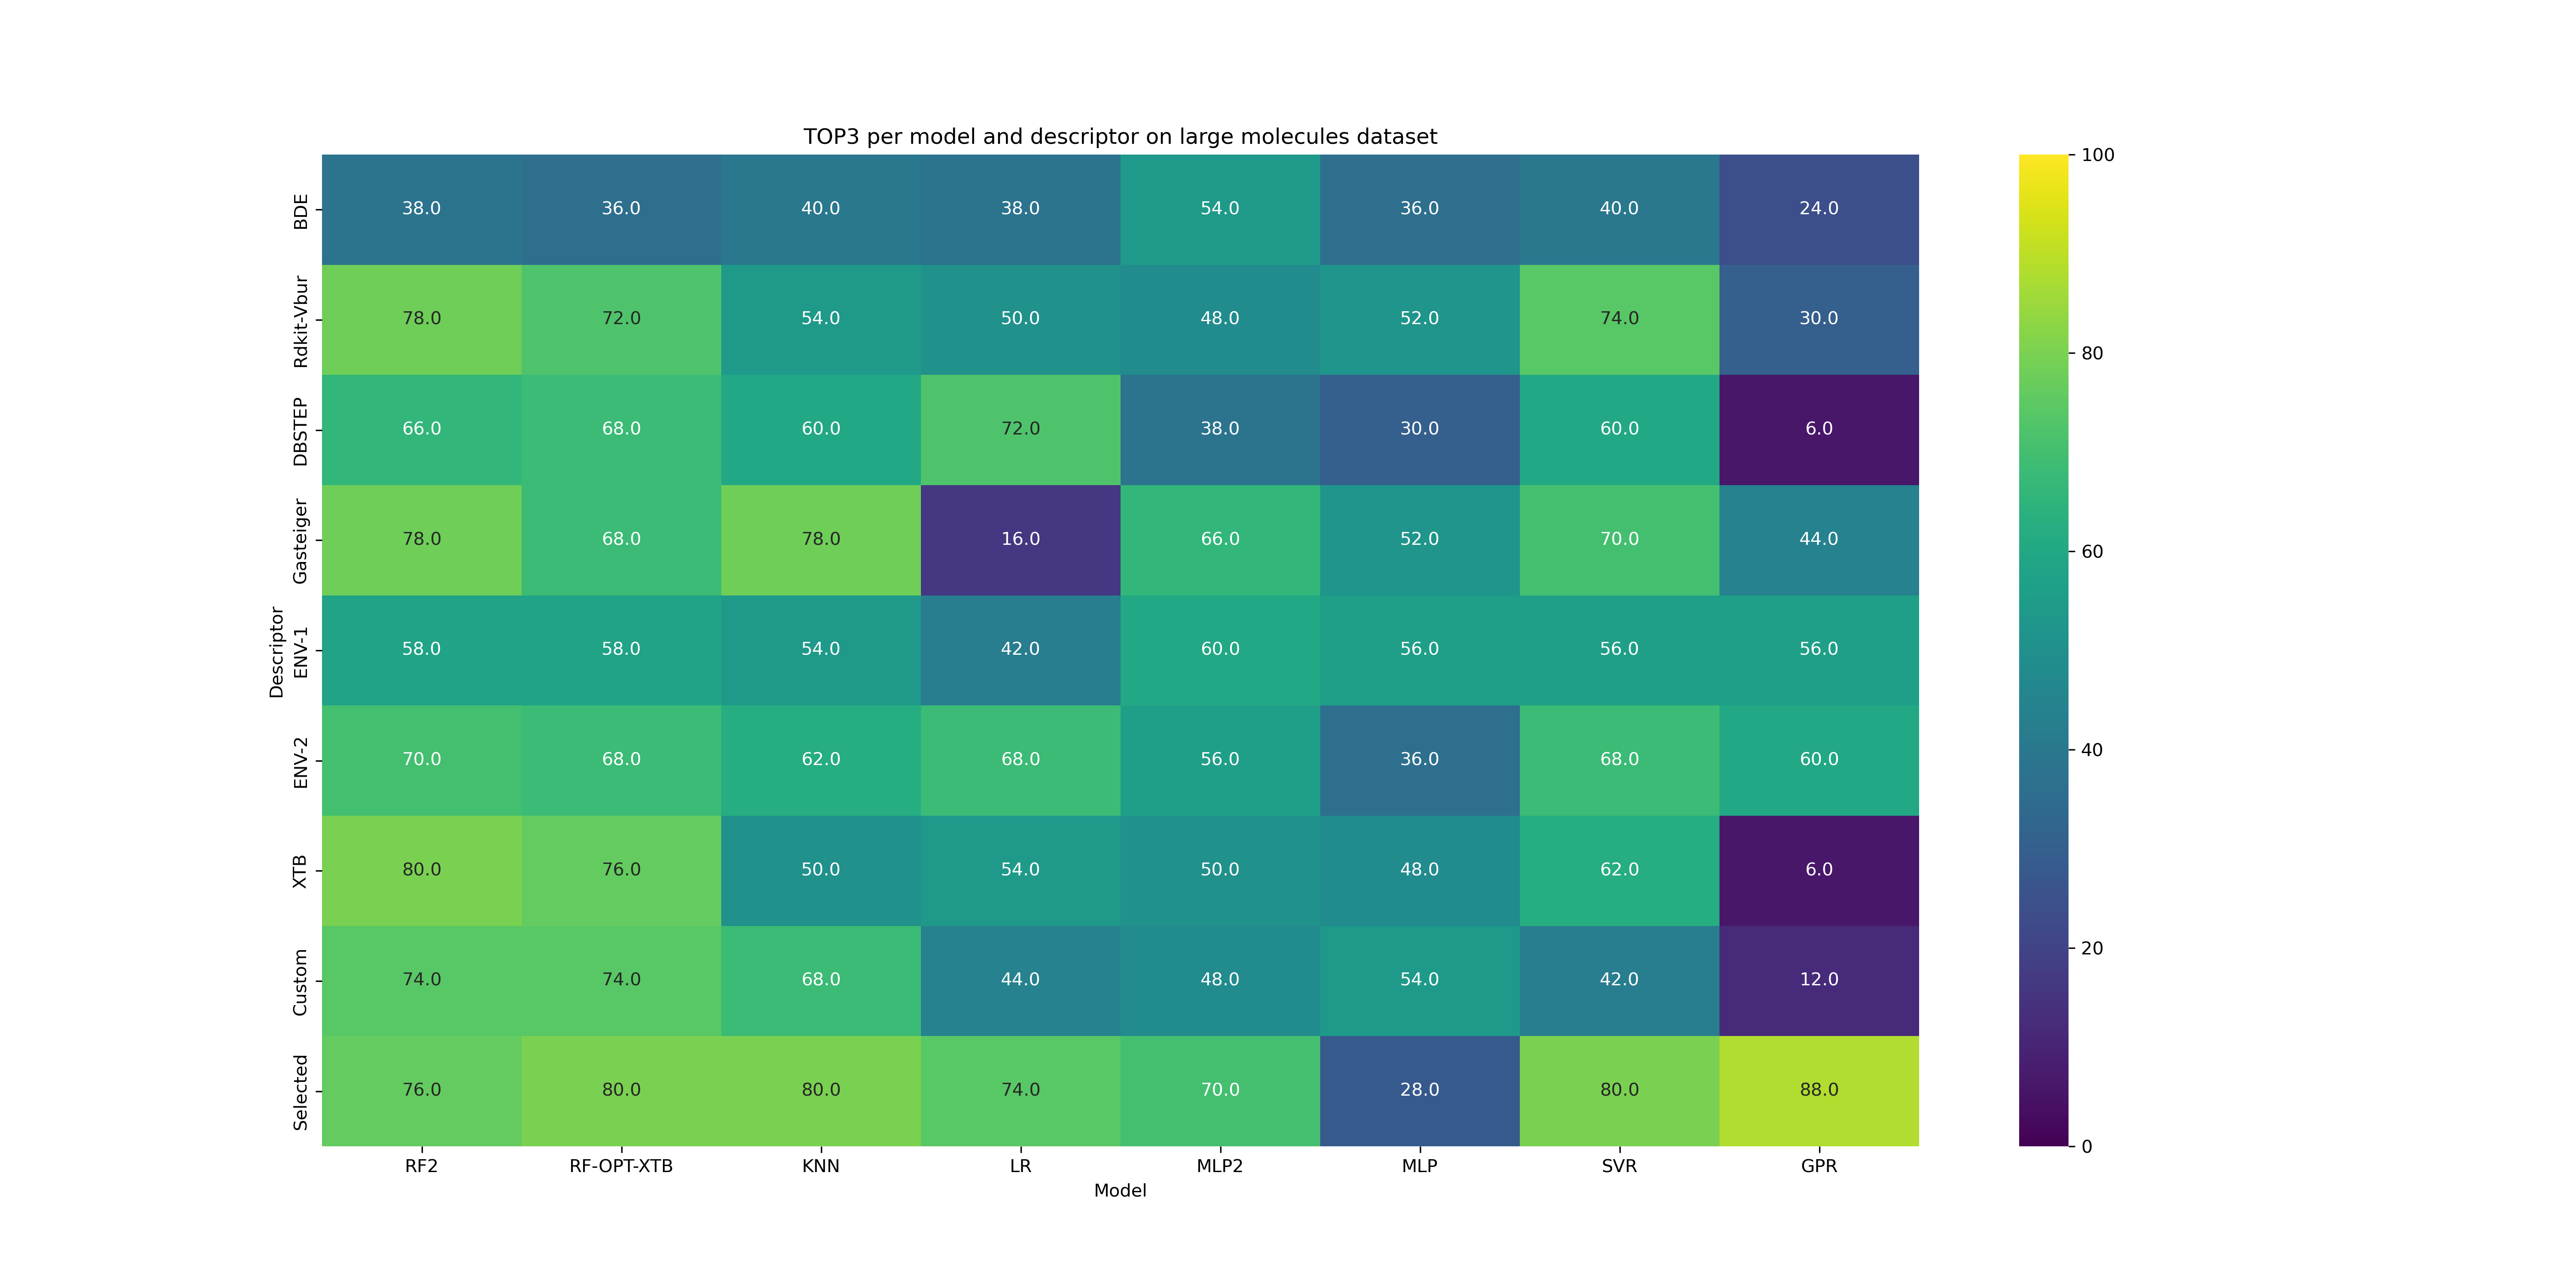 TOP3 per model and descriptor on large molecules dataset
Descriptor
BDE 38.0 36.0 40.0 38.0 54.0 36.0 40.0 24.0
Rdkit-Vbur 78.0 72.0 54.0 50.0 48.0 52.0 74.0 30.0
DBSTEP 66.0 68.0 60.0 72.0 38.0 30.0 60.0 6.0
Gasteiger 78.0 68.0 78.0 16.0 66.0 52.0 70.0 44.0
ENV-1 58.0 58.0 54.0 42.0 60.0 56.0 56.0 56.0
ENV-2 70.0 68.0 62.0 68.0 56.0 36.0 68.0 60.0
XTB 80.0 76.0 50.0 54.0 50.0 48.0 62.0 6.0
Custom 74.0 74.0 68.0 44.0 48.0 54.0 42.0 12.0
Selected 76.0 80.0 80.0 74.0 70.0 28.0 80.0 88.0
RF2 RF-OPT-XTB KNN LR MLP2 MLP SVR GPR
Model
100
80
60
40
20
0